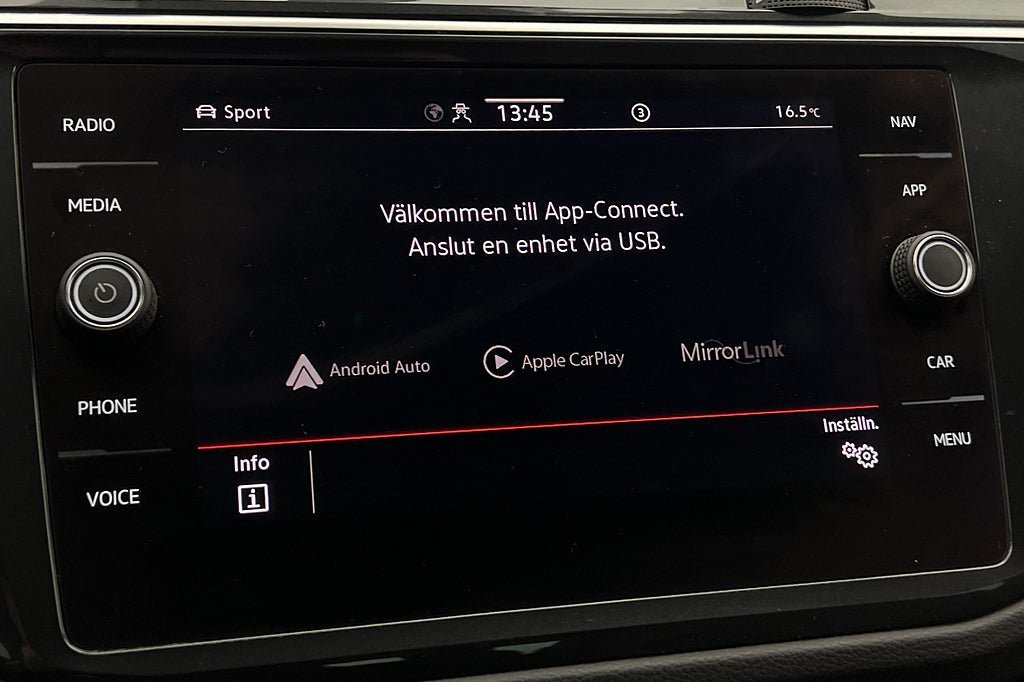 RADIO
MEDIA
PHONE
VOICE
Sport 13:45 3 16.5°C
Välkommen till App-Connect.
Anslut en enhet via USB.
Android Auto Apple CarPlay MirrorLink
Info Inställn.
i
NAV
APP
CAR
MENU